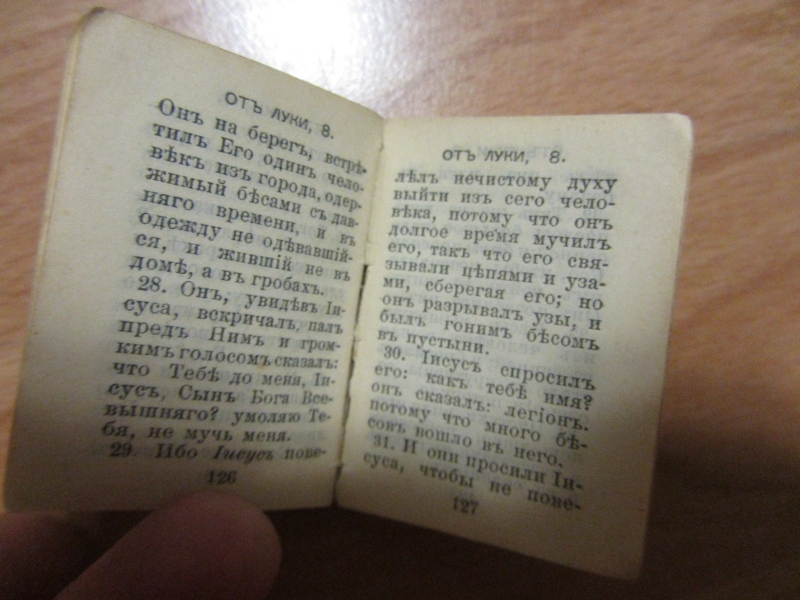 ОТЪ ЛУКИ, 8.
Онъ на берегъ, встрѣ-
тилъ Его одинъ чело-
вѣкъ изъ города, одер-
жимый бѣсами съ дав-
няго времени, и въ
одежду не одѣвавшій-
ся, и жившій не въ
домѣ, а въ гробахъ.
28. Онъ, увидѣвъ Іи-
суса, вскричалъ, палъ
предъ Нимъ и гром-
кимъ голосомъ сказалъ:
что Тебѣ до меня, Іи-
сусъ, Сынъ Бога Все-
вышняго? умоляю Те-
бя, не мучь меня.
29. Ибо Іисусъ пове-
126
ОТЪ ЛУКИ, 8.
лѣлъ нечистому духу
выйти изъ сего чело-
вѣка, потому что онъ
долгое время мучилъ
его, такъ что его свя-
зывали цѣпями и уза-
ми, сберегая его; но
онъ разрывалъ узы, и
былъ гонимъ бѣсомъ
въ пустыни.
30. Іисусъ спросилъ
его: какъ тебѣ имя?
онъ сказалъ: легіонъ.
потому что много бѣ-
совъ вошло въ него.
31. И они просили Іи-
суса, чтобы не пове-
127